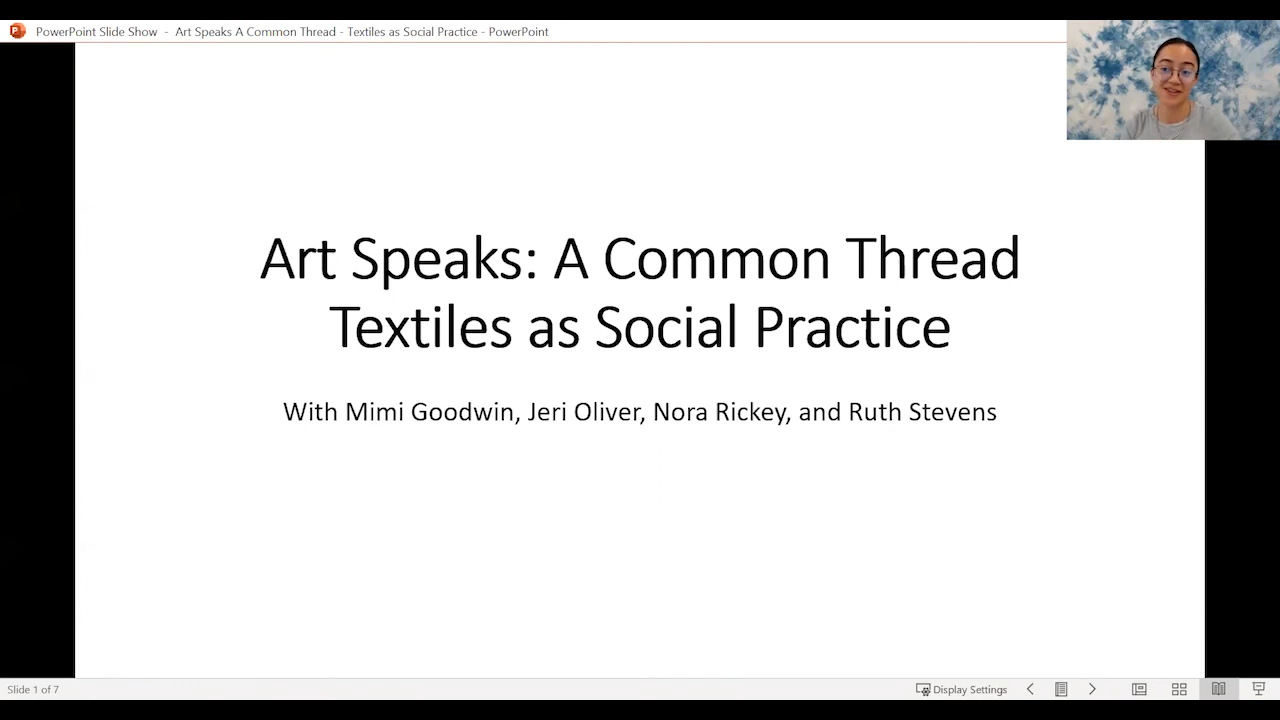 PowerPoint Slide Show - Art Speaks A Common Thread - Textiles as Social Practice - PowerPoint
Art Speaks: A Common Thread
Textiles as Social Practice
With Mimi Goodwin, Jeri Oliver, Nora Rickey, and Ruth Stevens
Slide 1 of 7
Display Settings